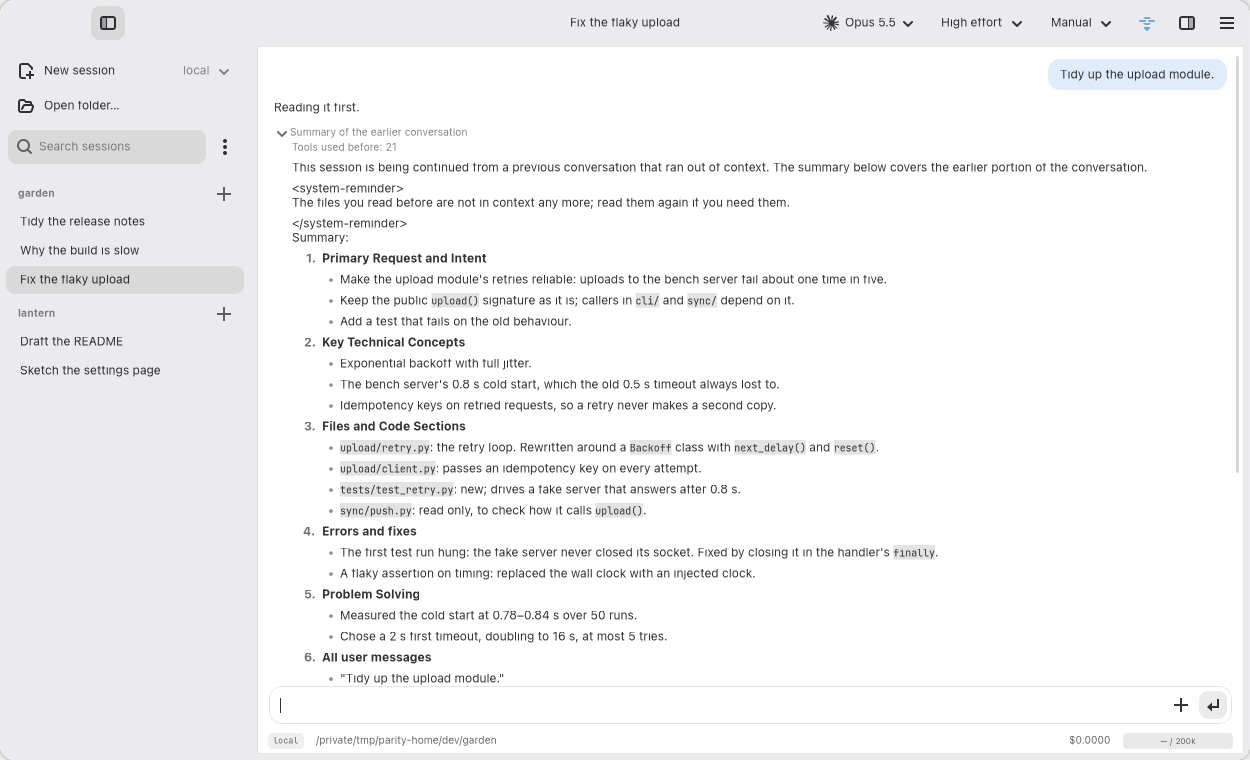 Fix the flaky upload
Opus 5.5
High effort
Manual
New session
local
Open folder...
Search sessions
garden
Tidy the release notes
Why the build is slow
Fix the flaky upload
lantern
Draft the README
Sketch the settings page
Tidy up the upload module.
Reading it first.
Summary of the earlier conversation
Tools used before: 21
This session is being continued from a previous conversation that ran out of context. The summary below covers the earlier portion of the conversation.
<system-reminder>
The files you read before are not in context any more; read them again if you need them.
</system-reminder>
Summary:
1. Primary Request and Intent
• Make the upload module's retries reliable: uploads to the bench server fail about one time in five.
• Keep the public upload() signature as it is; callers in cli/ and sync/ depend on it.
• Add a test that fails on the old behaviour.
2. Key Technical Concepts
• Exponential backoff with full jitter.
• The bench server's 0.8 s cold start, which the old 0.5 s timeout always lost to.
• Idempotency keys on retried requests, so a retry never makes a second copy.
3. Files and Code Sections
• upload/retry.py: the retry loop. Rewritten around a Backoff class with next_delay() and reset().
• upload/client.py: passes an idempotency key on every attempt.
• tests/test_retry.py: new; drives a fake server that answers after 0.8 s.
• sync/push.py: read only, to check how it calls upload().
4. Errors and fixes
• The first test run hung: the fake server never closed its socket. Fixed by closing it in the handler's finally.
• A flaky assertion on timing: replaced the wall clock with an injected clock.
5. Problem Solving
• Measured the cold start at 0.78–0.84 s over 50 runs.
• Chose a 2 s first timeout, doubling to 16 s, at most 5 tries.
6. All user messages
• "Tidy up the upload module."
local
/private/tmp/parity-home/dev/garden
$0.0000
— / 200k